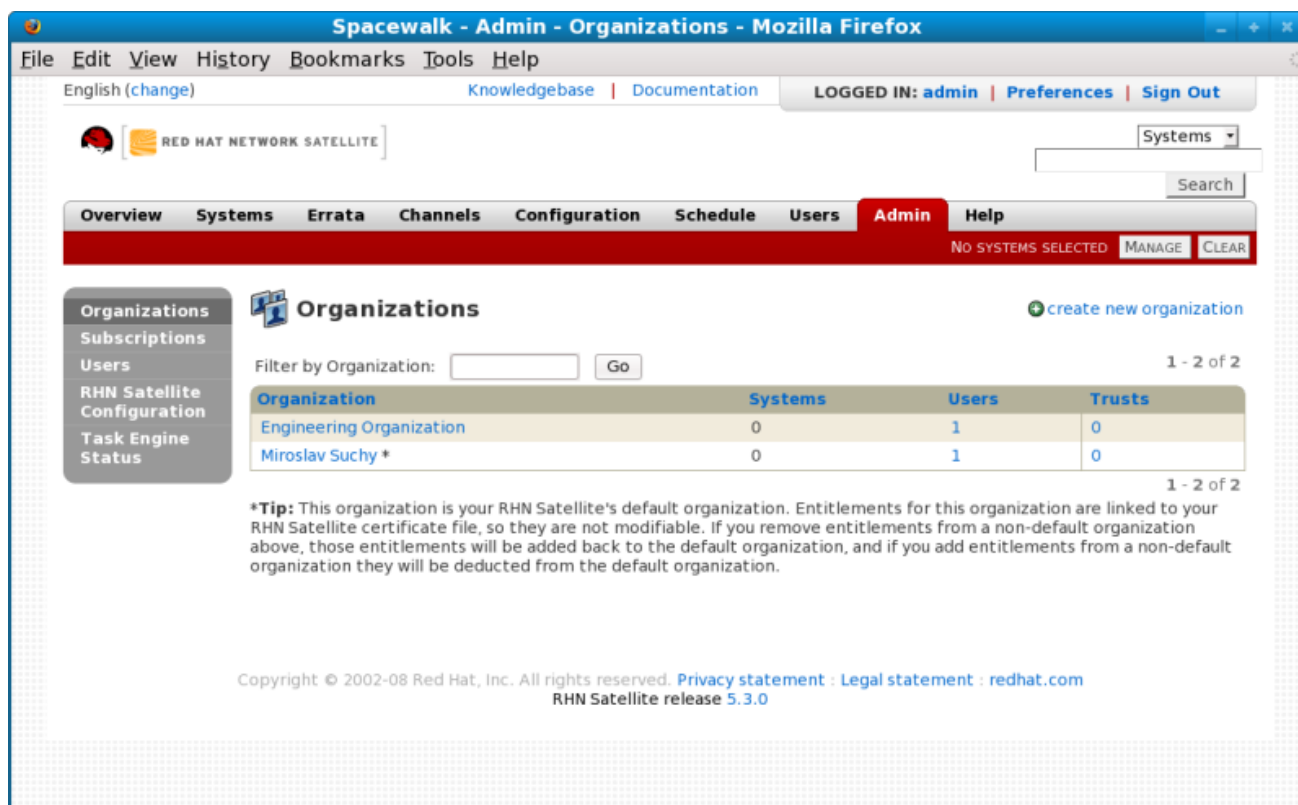 Spacewalk - Admin - Organizations - Mozilla Firefox
File Edit View History Bookmarks Tools Help
English (change) Knowledgebase | Documentation LOGGED IN: admin | Preferences | Sign Out
RED HAT NETWORK SATELLITE
Systems
Search
Overview Systems Errata Channels Configuration Schedule Users Admin Help
NO SYSTEMS SELECTED MANAGE CLEAR
Organizations
Subscriptions
Users
RHN Satellite
Configuration
Task Engine
Status
Organizations
create new organization
Filter by Organization: Go 1 - 2 of 2
Organization Systems Users Trusts
Engineering Organization 0 1 0
Miroslav Suchy * 0 1 0
1 - 2 of 2
*Tip: This organization is your RHN Satellite's default organization. Entitlements for this organization are linked to your
RHN Satellite certificate file, so they are not modifiable. If you remove entitlements from a non-default organization
above, those entitlements will be added back to the default organization, and if you add entitlements from a non-default
organization they will be deducted from the default organization.
Copyright © 2002-08 Red Hat, Inc. All rights reserved. Privacy statement : Legal statement : redhat.com
RHN Satellite release 5.3.0